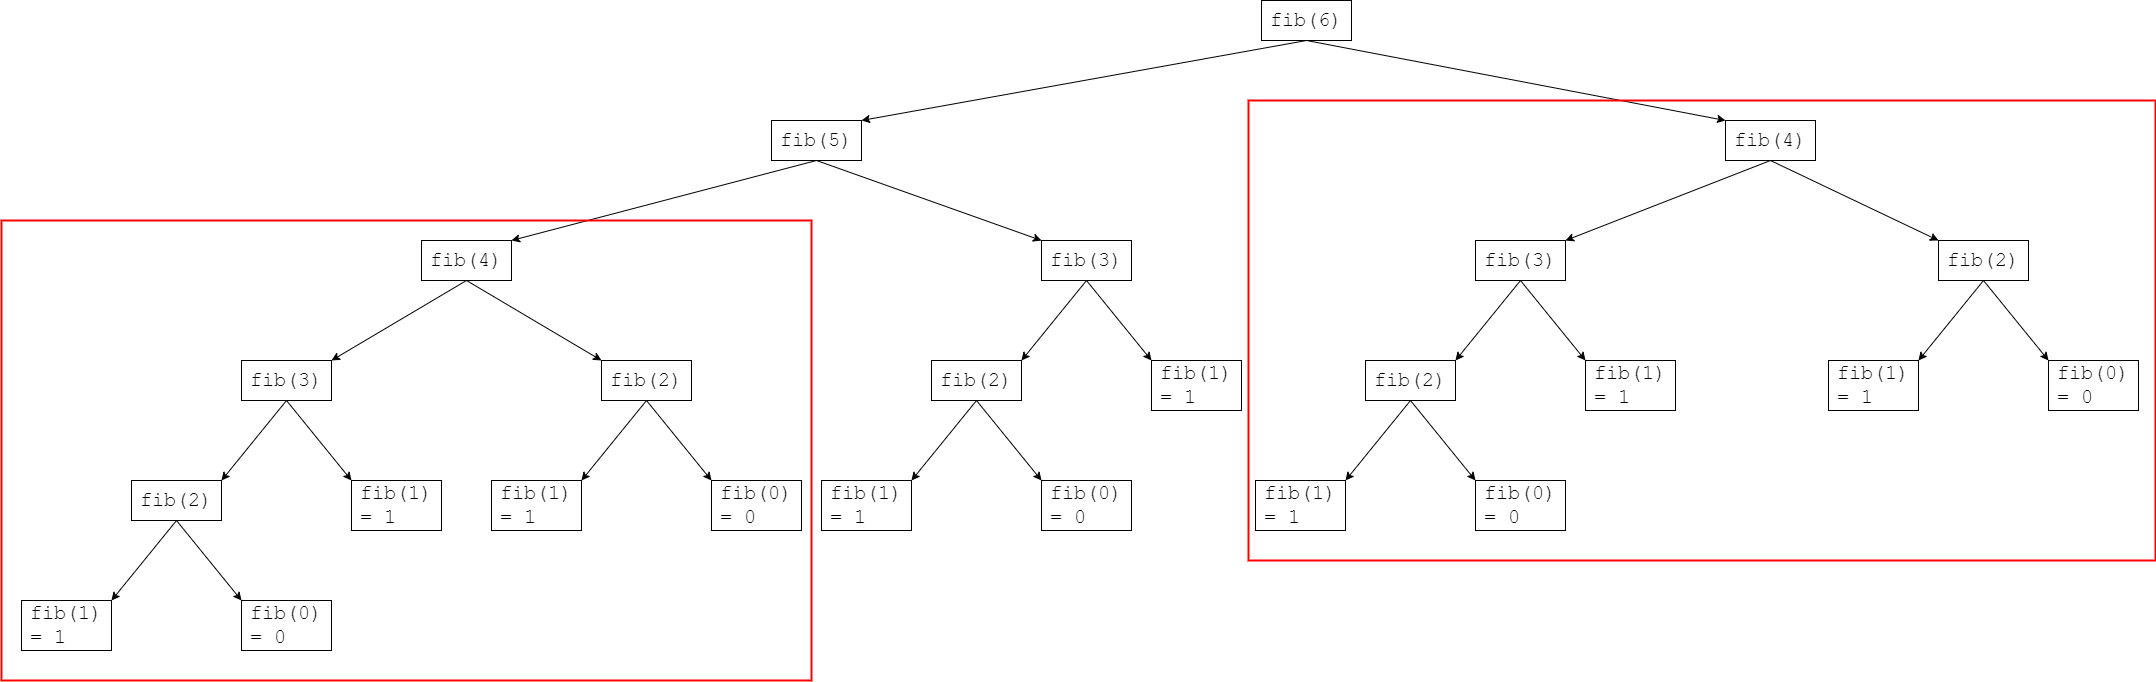 fib(6)
fib(5)
fib(4)
fib(4)
fib(3)
fib(3)
fib(2)
fib(3)
fib(2)
fib(2)
fib(1)
= 1
fib(2)
fib(1)
= 1
fib(1)
= 1
fib(0)
= 0
fib(2)
fib(1)
= 1
fib(1)
= 1
fib(0)
= 0
fib(1)
= 1
fib(0)
= 0
fib(1)
= 1
fib(0)
= 0
fib(1)
= 1
fib(0)
= 0